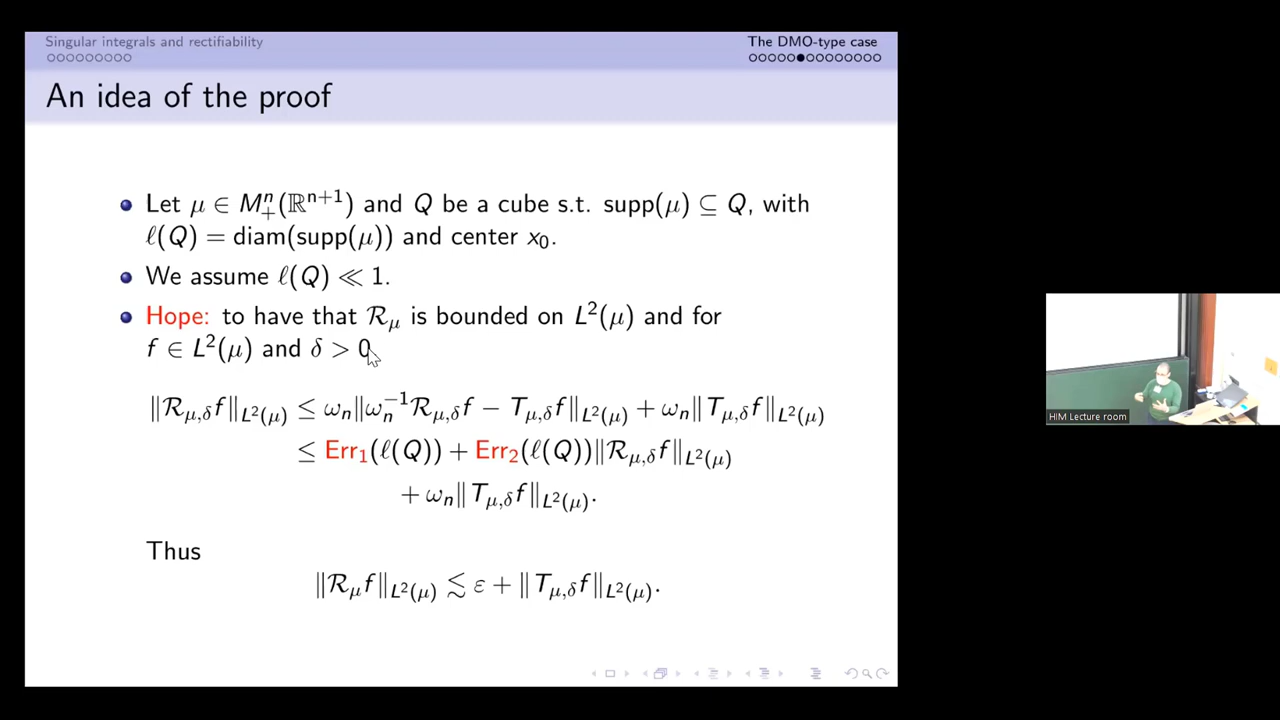 Singular integrals and rectifiability
The DMO-type case
An idea of the proof
Let μ ∈ M₊ⁿ(ℝⁿ⁺¹) and Q be a cube s.t. supp(μ) ⊆ Q, with
ℓ(Q) = diam(supp(μ)) and center x₀.
We assume ℓ(Q) ≪ 1.
Hope: to have that ℛ_μ is bounded on L²(μ) and for
f ∈ L²(μ) and δ > 0
‖ℛ_{μ,δ}f‖_{L²(μ)} ≤ ω_n‖ω_n⁻¹ℛ_{μ,δ}f − T_{μ,δ}f‖_{L²(μ)} + ω_n‖T_{μ,δ}f‖_{L²(μ)}
≤ Err₁(ℓ(Q)) + Err₂(ℓ(Q))‖ℛ_{μ,δ}f‖_{L²(μ)}
+ ω_n‖T_{μ,δ}f‖_{L²(μ)}.
Thus
‖ℛ_μf‖_{L²(μ)} ≲ ε + ‖T_{μ,δ}f‖_{L²(μ)}.
HIM Lecture room